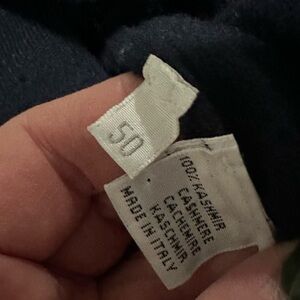 50
100% KASHMIR
CASHMERE
CACHEMIRE
KASCHMIR
MADE IN ITALY